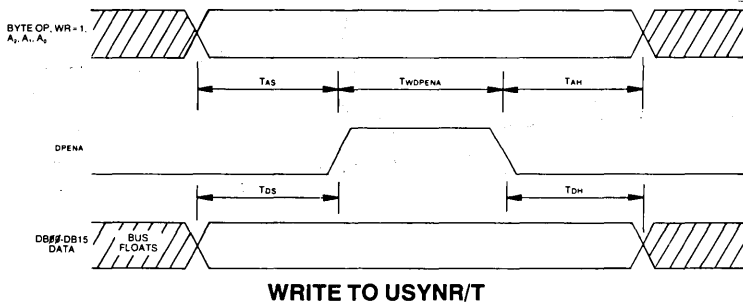 BYTE OP, WR = 1,
A₂, A₁, A₀
TAS
TWDPENA
TAH
DPENA
TDS
TDH
DB00-DB15
DATA
BUS
FLOATS
WRITE TO USYNR/T